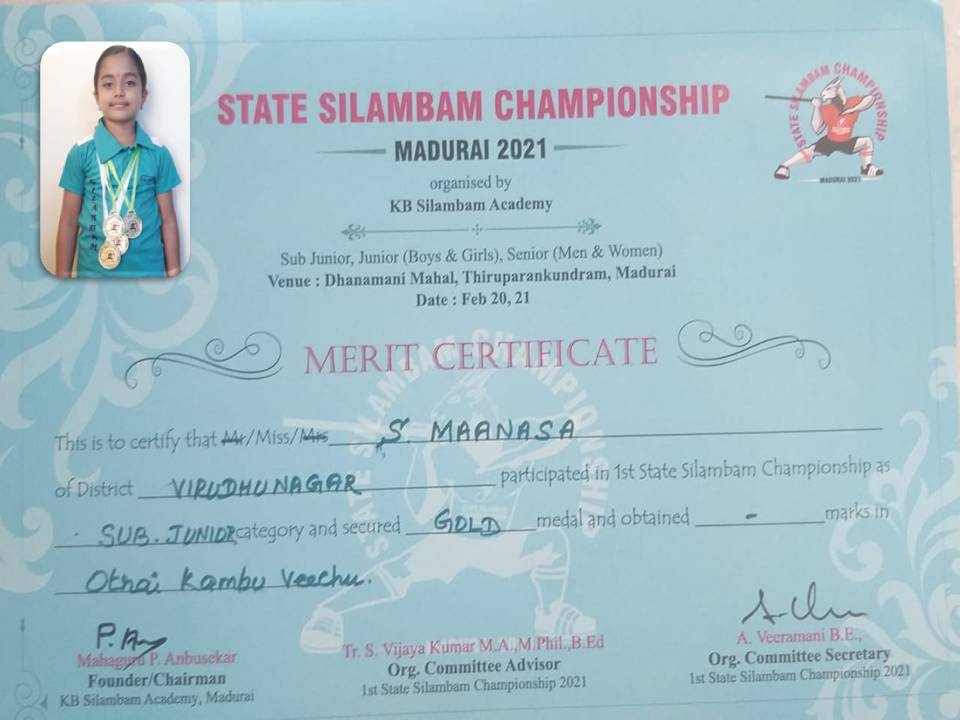 STATE SILAMBAM CHAMPIONSHIP
STATE SILAMBAM CHAMPIONSHIP
MADURAI 2021
MADURAI 2021
organised by
KB Silambam Academy
Sub Junior, Junior (Boys & Girls), Senior (Men & Women)
Venue : Dhanamani Mahal, Thiruparankundram, Madurai
Date : Feb 20, 21
MERIT CERTIFICATE
This is to certify that Mr/Miss/Mrs S. MAANASA
of District VIRUDHUNAGAR participated in 1st State Silambam Championship as
SUB. JUNIOR category and secured GOLD medal and obtained - marks in
Othai Kambu Veechu.
Mahaguru P. Anbusekar
Founder/Chairman
KB Silambam Academy, Madurai
Tr. S. Vijaya Kumar M.A.,M.Phil.,B.Ed
Org. Committee Advisor
1st State Silambam Championship 2021
A. Veeramani B.E.,
Org. Committee Secretary
1st State Silambam Championship 2021